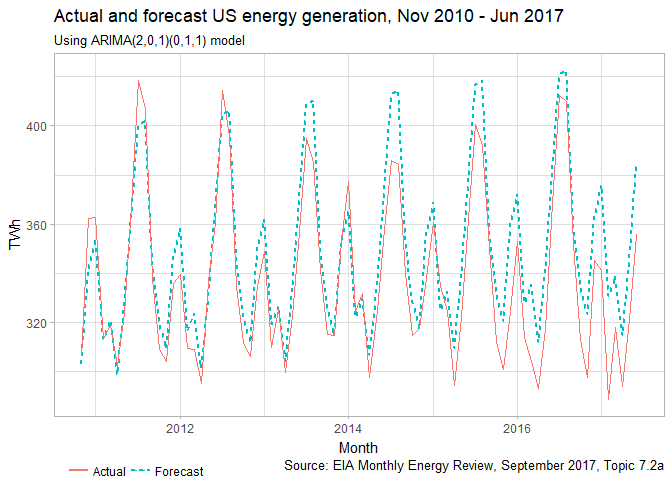 Actual and forecast US energy generation, Nov 2010 - Jun 2017
Using ARIMA(2,0,1)(0,1,1) model
400
360
320
TWh
2012 2014 2016
Month
Actual Forecast
Source: EIA Monthly Energy Review, September 2017, Topic 7.2a